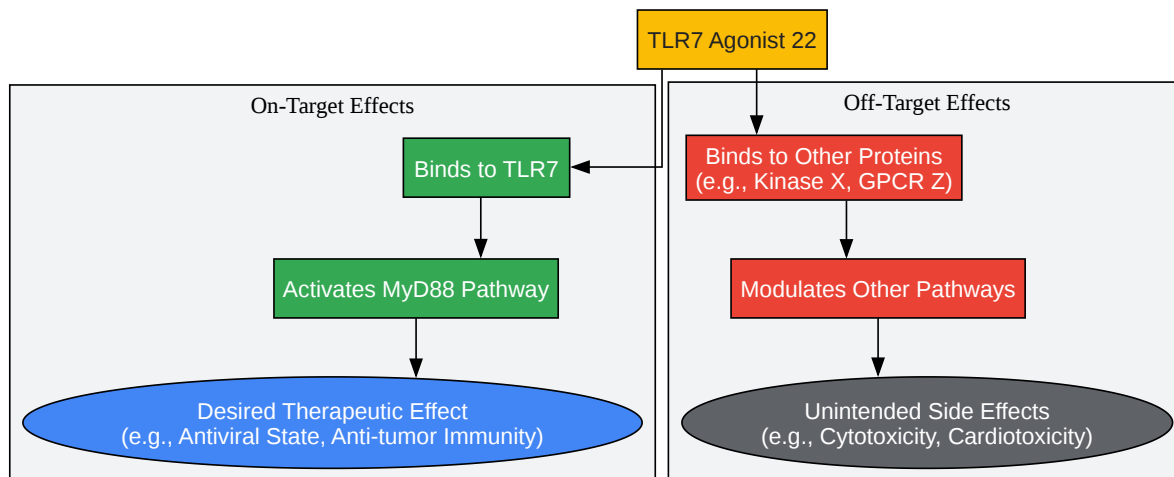 TLR7 Agonist 22
On-Target Effects
Off-Target Effects
Binds to TLR7
Binds to Other Proteins
(e.g., Kinase X, GPCR Z)
Activates MyD88 Pathway
Modulates Other Pathways
Desired Therapeutic Effect
(e.g., Antiviral State, Anti-tumor Immunity)
Unintended Side Effects
(e.g., Cytotoxicity, Cardiotoxicity)